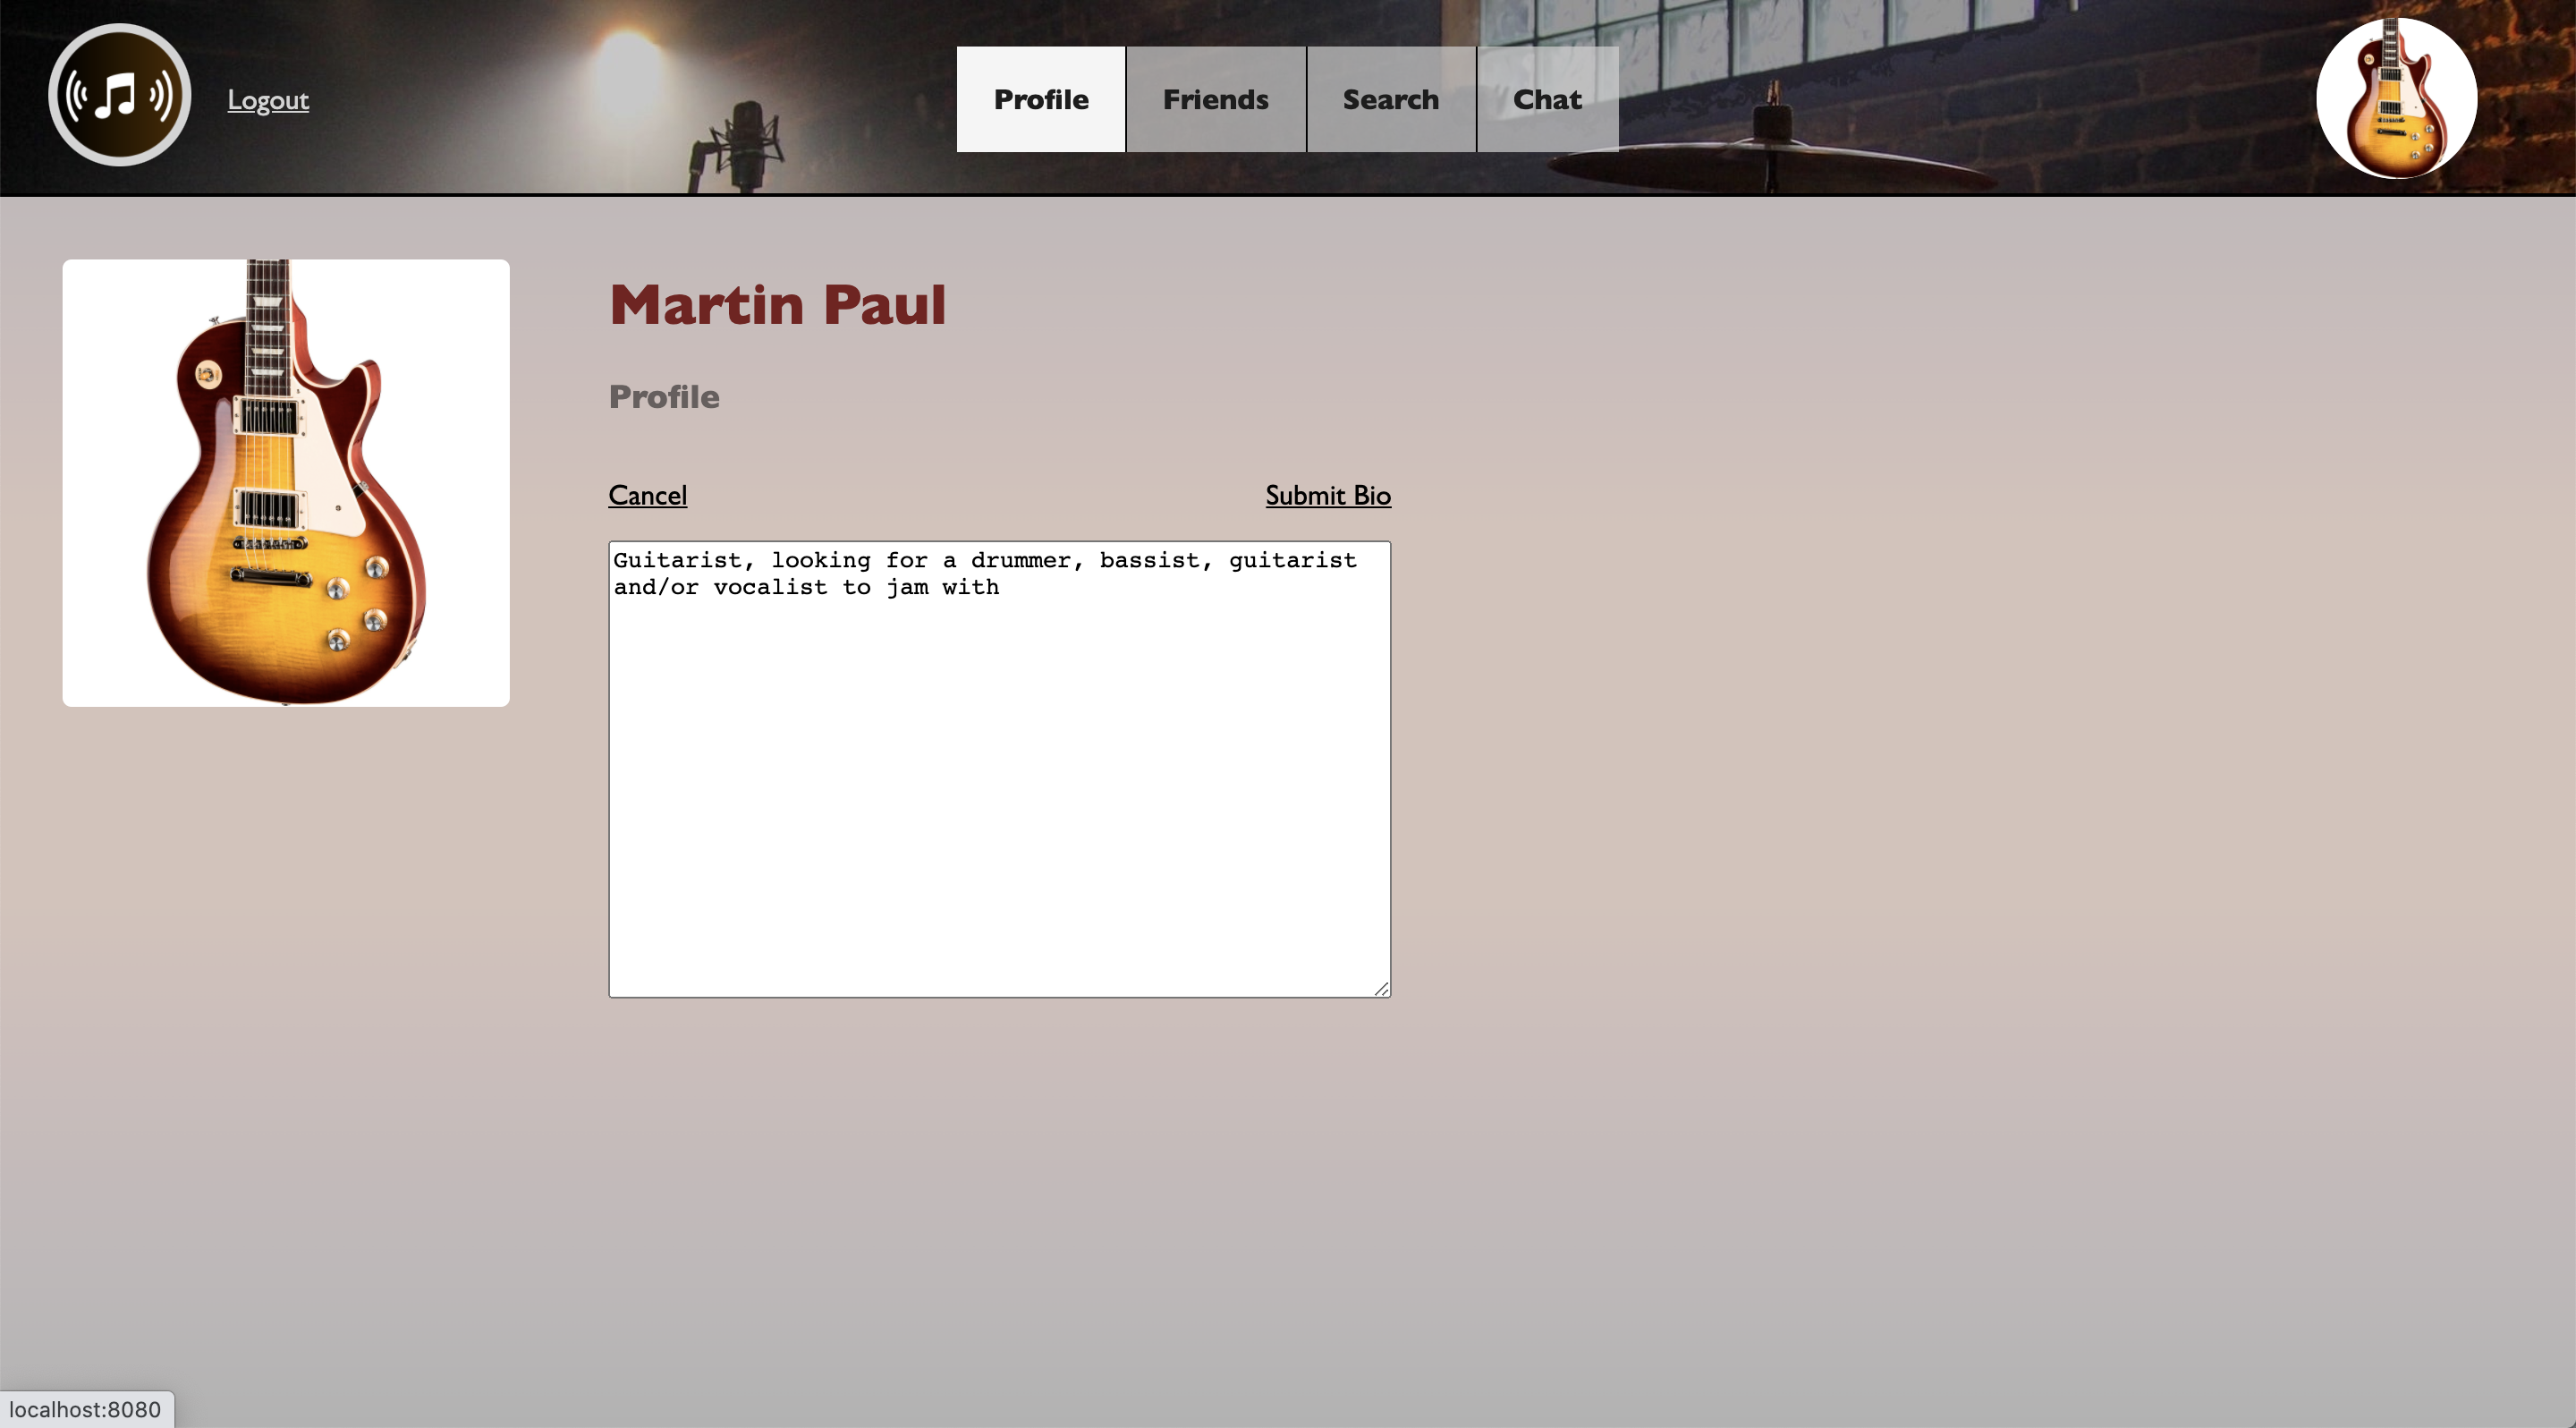 Logout
Profile
Friends
Search
Chat
Martin Paul
Profile
Cancel
Submit Bio
Guitarist, looking for a drummer, bassist, guitarist
and/or vocalist to jam with
localhost:8080